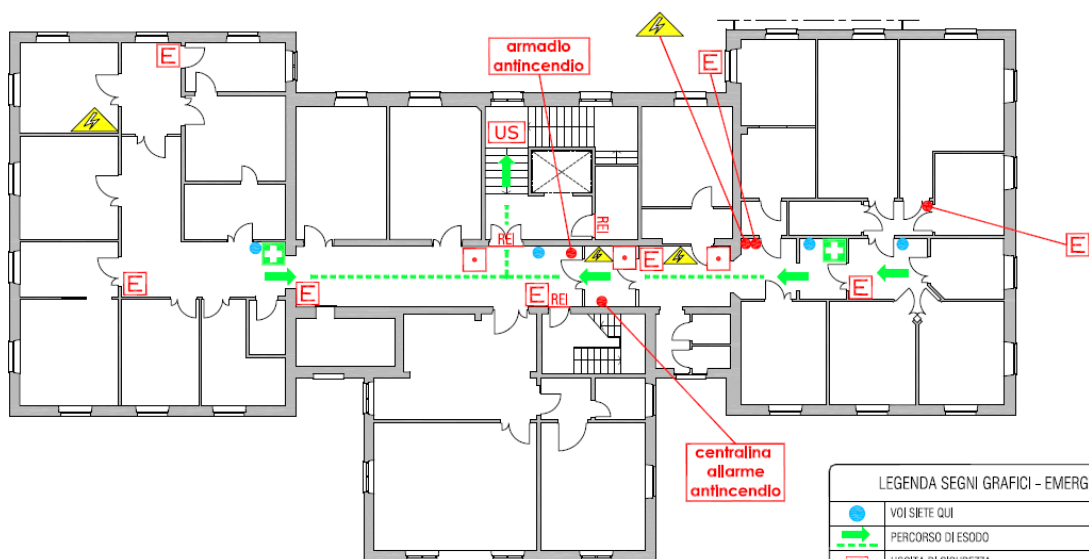 E
armadio
antincendio
E
US
REI
REI
E
E
E
E
E
REI
E
centralina
allarme
antincendio
LEGENDA SEGNI GRAFICI - EMERG
VOI SIETE QUI
PERCORSO DI ESODO